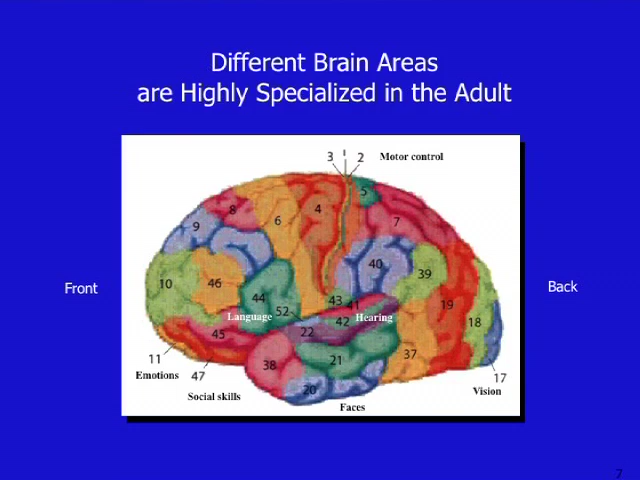 Different Brain Areas
are Highly Specialized in the Adult
3 1 2 Motor control
5
8 4
6 7
9
40
39
10 46
44 43 41 19
52
Language Hearing
42 18
22
45
21 37
11 38
Emotions 47 17
20 Vision
Social skills
Faces
Front
Back
7